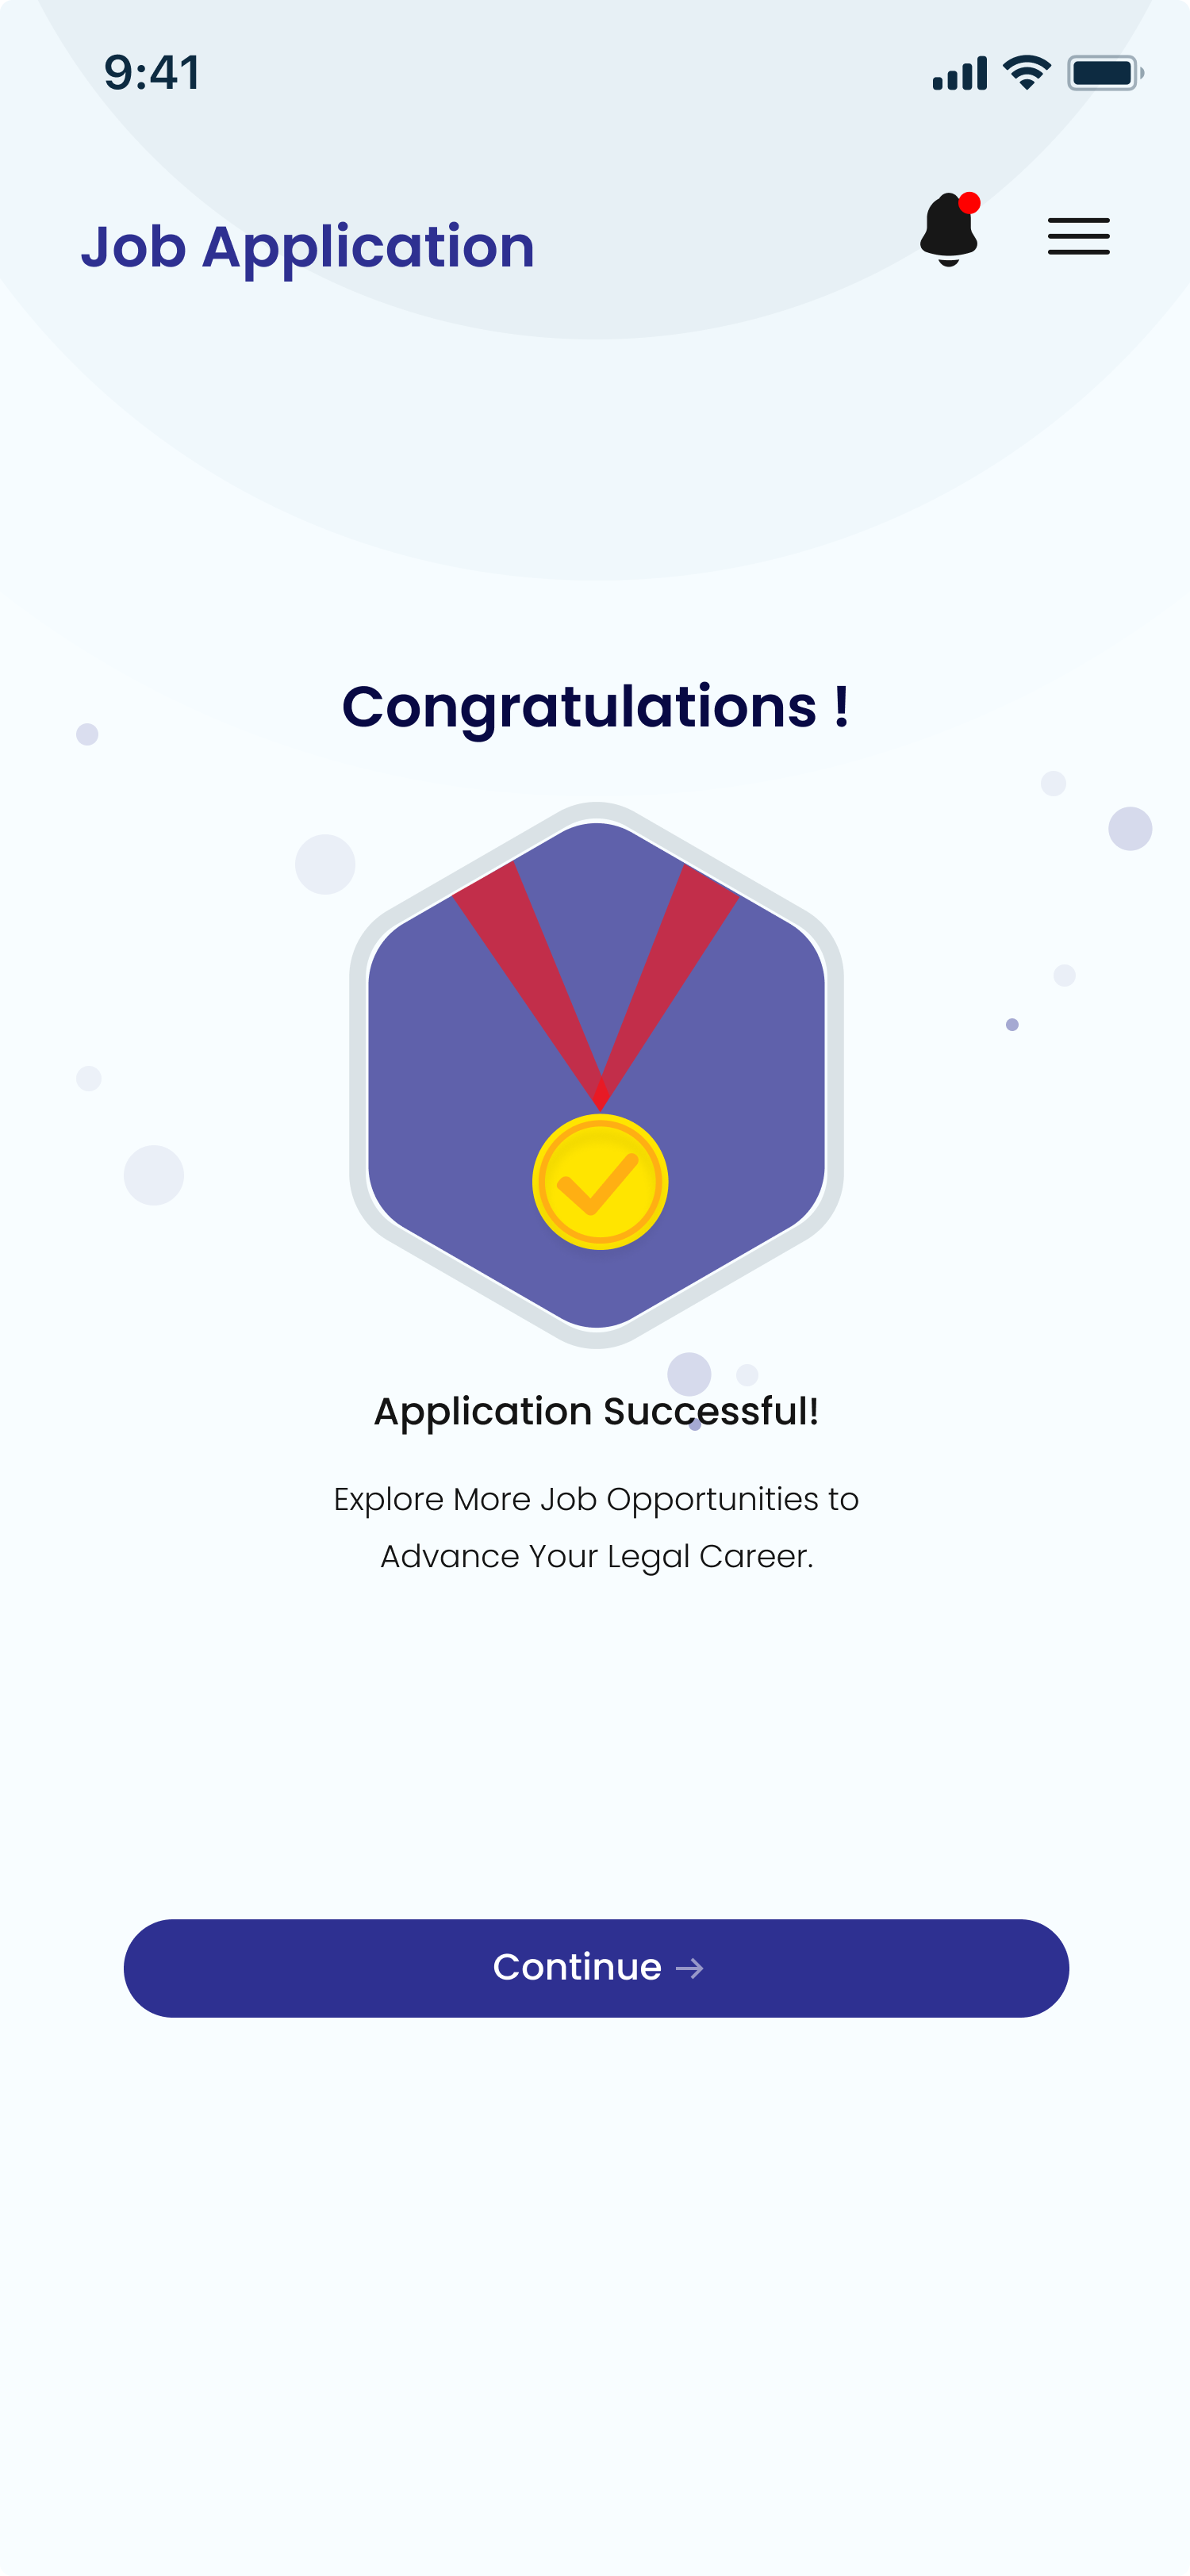 9:41
Job Application
Congratulations !
Application Successful!
Explore More Job Opportunities to
Advance Your Legal Career.
Continue →